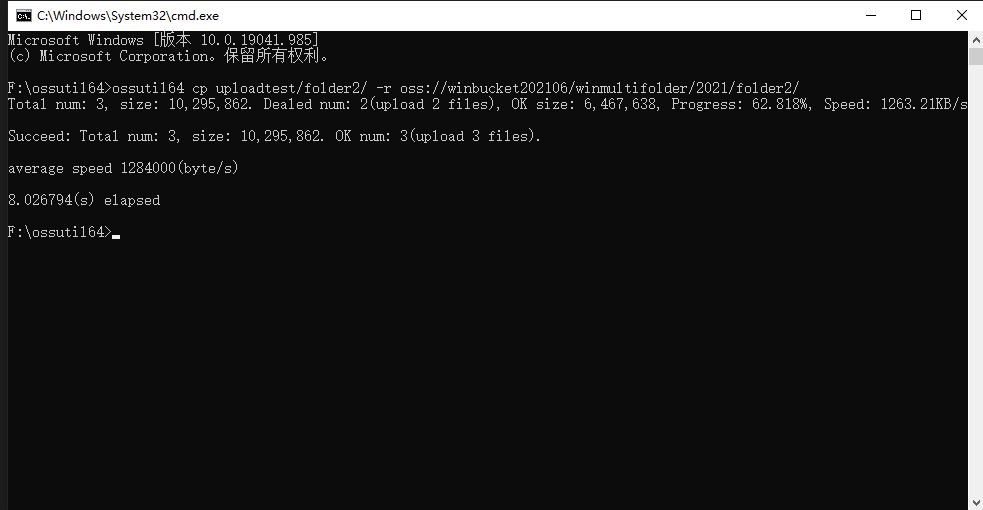 C:\Windows\System32\cmd.exe
Microsoft Windows [版本 10.0.19041.985]
(c) Microsoft Corporation。保留所有权利。
F:\ossutil64>ossutil64 cp uploadtest/folder2/ -r oss://winbucket202106/winmultifolder/2021/folder2/
Total num: 3, size: 10,295,862. Dealed num: 2(upload 2 files), OK size: 6,467,638, Progress: 62.818%, Speed: 1263.21KB/s
Succeed: Total num: 3, size: 10,295,862. OK num: 3(upload 3 files).
average speed 1284000(byte/s)
8.026794(s) elapsed
F:\ossutil64>